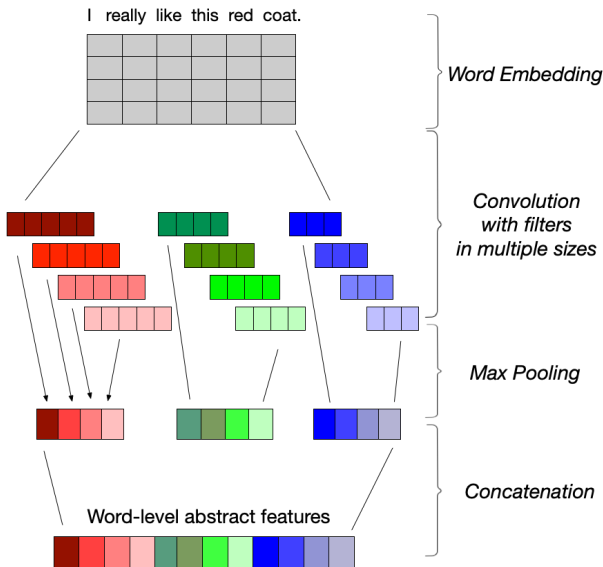 I really like this red coat.
Word Embedding
Convolution
with filters
in multiple sizes
Max Pooling
Concatenation
Word-level abstract features